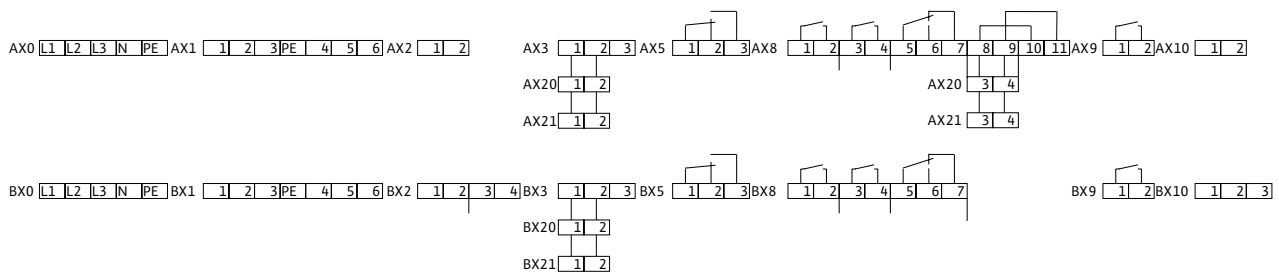 AX0 L1 L2 L3 N PE AX1 1 2 3 PE 4 5 6 AX2 1 2 AX3 1 2 3 AX5 1 2 3 AX8 1 2 3 4 5 6 7 8 9 10 11 AX9 1 2 AX10 1 2
AX20 1 2 AX20 3 4
AX21 1 2 AX21 3 4
BX0 L1 L2 L3 N PE BX1 1 2 3 PE 4 5 6 BX2 1 2 3 4 BX3 1 2 3 BX5 1 2 3 BX8 1 2 3 4 5 6 7 BX9 1 2 BX10 1 2 3
BX20 1 2
BX21 1 2